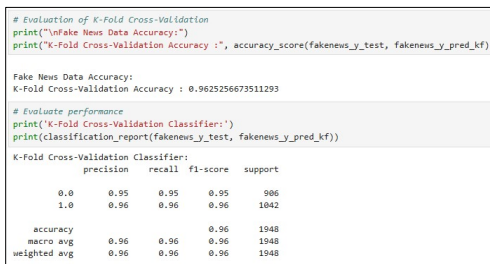 # Evaluation of K-Fold Cross-Validation
print("\nFake News Data Accuracy:")
print("K-Fold Cross-Validation Accuracy :", accuracy_score(fakenews_y_test, fakenews_y_pred_kf))
Fake News Data Accuracy:
K-Fold Cross-Validation Accuracy : 0.9625256673511293
# Evaluate performance
print('K-Fold Cross-Validation Classifier:')
print(classification_report(fakenews_y_test, fakenews_y_pred_kf))
K-Fold Cross-Validation Classifier:
precision recall f1-score support
0.0 0.95 0.95 0.95 906
1.0 0.96 0.96 0.96 1042
accuracy 0.96 1948
macro avg 0.96 0.96 0.96 1948
weighted avg 0.96 0.96 0.96 1948